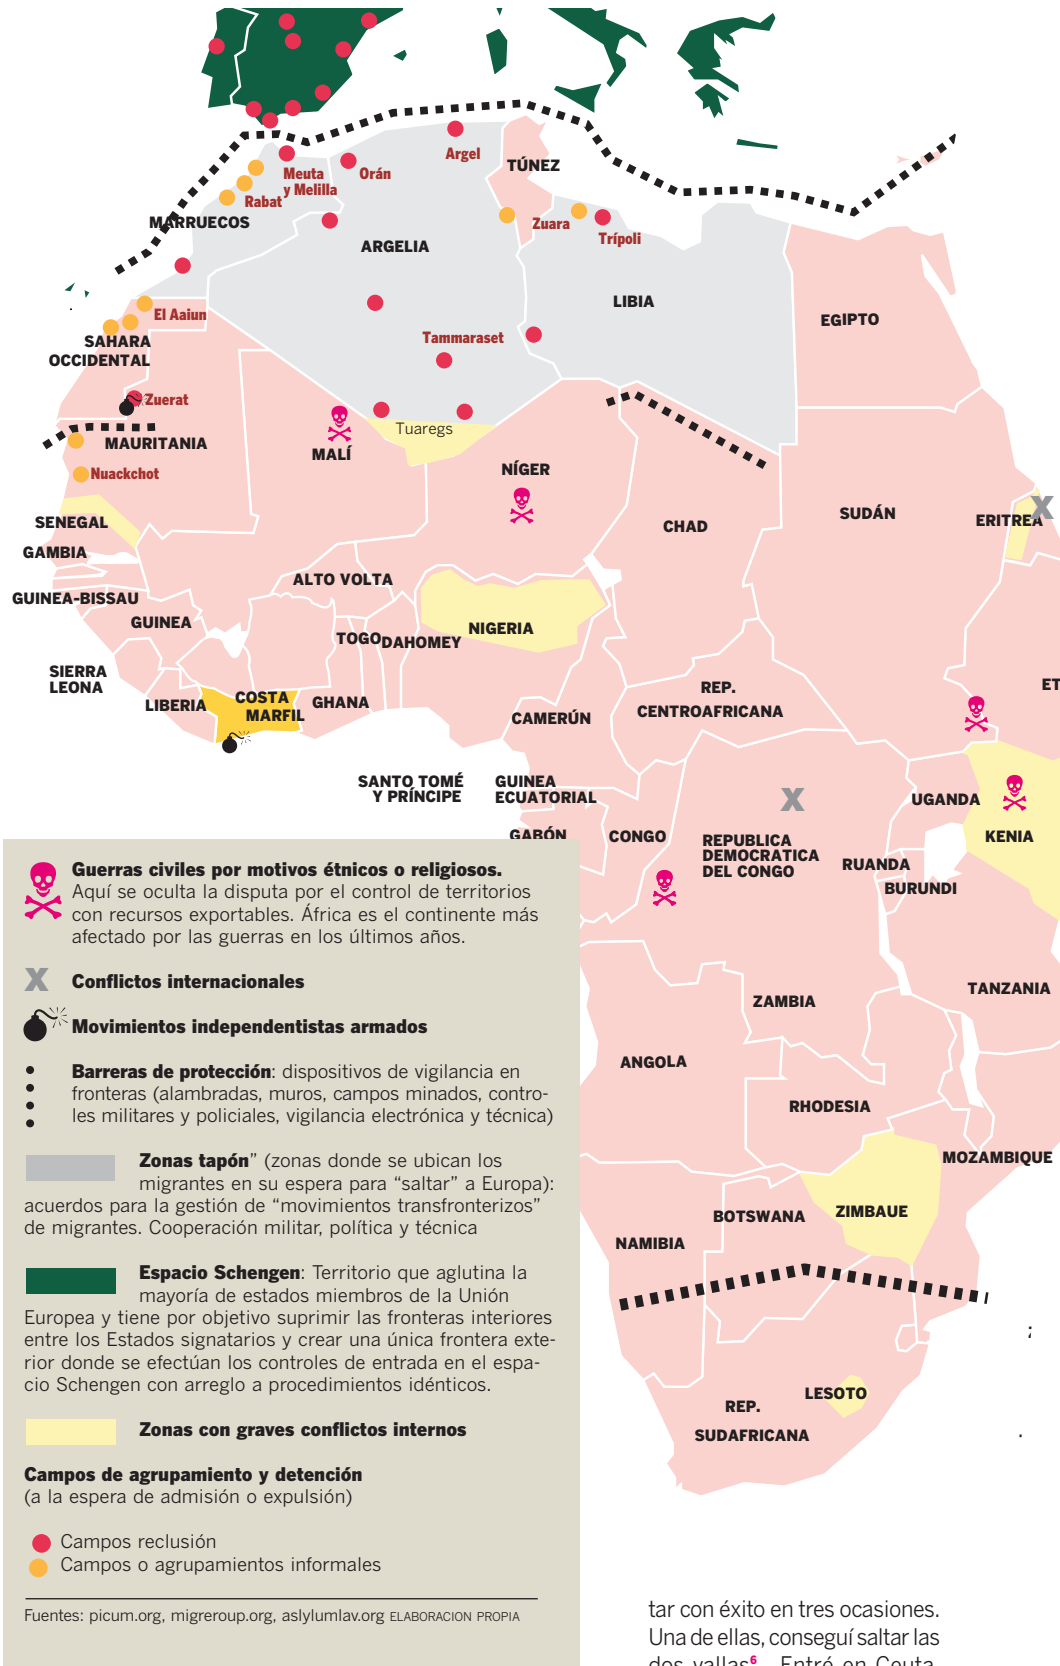 Argel
TÚNEZ
Meuta
y Melilla
Orán
Rabat
MARRUECOS
Zuara
Trípoli
ARGELIA
LIBIA
EGIPTO
El Aaiun
SAHARA
OCCIDENTAL
Tammaraset
Zuerat
MAURITANIA
Tuaregs
MALÍ
NÍGER
Nuackchot
SENEGAL
CHAD
SUDÁN
ERITREA
X
GAMBIA
ALTO VOLTA
GUINEA-BISSAU
GUINEA
TOGO
DAHOMEY
NIGERIA
SIERRA
LEONA
LIBERIA
COSTA
MARFIL
GHANA
CAMERÚN
REP.
CENTROAFRICANA
ET
SANTO TOMÉ
Y PRÍNCIPE
GUINEA
ECUATORIAL
X
UGANDA
KENIA
GABÓN
CONGO
REPUBLICA
DEMOCRATICA
DEL CONGO
RUANDA
BURUNDI
TANZANIA
ZAMBIA
ANGOLA
RHODESIA
MOZAMBIQUE
BOTSWANA
ZIMBAUE
NAMIBIA
LESOTO
REP.
SUDAFRICANA
Guerras civiles por motivos étnicos o religiosos.
Aquí se oculta la disputa por el control de territorios
con recursos exportables. África es el continente más
afectado por las guerras en los últimos años.
X Conflictos internacionales
Movimientos independentistas armados
Barreras de protección: dispositivos de vigilancia en
fronteras (alambradas, muros, campos minados, contro-
les militares y policiales, vigilancia electrónica y técnica)
Zonas tapón” (zonas donde se ubican los
migrantes en su espera para “saltar” a Europa):
acuerdos para la gestión de “movimientos transfronterizos”
de migrantes. Cooperación militar, política y técnica
Espacio Schengen: Territorio que aglutina la
mayoría de estados miembros de la Unión
Europea y tiene por objetivo suprimir las fronteras interiores
entre los Estados signatarios y crear una única frontera exte-
rior donde se efectúan los controles de entrada en el espa-
cio Schengen con arreglo a procedimientos idénticos.
Zonas con graves conflictos internos
Campos de agrupamiento y detención
(a la espera de admisión o expulsión)
Campos reclusión
Campos o agrupamientos informales
Fuentes: picum.org, migreroup.org, aslylumlav.org ELABORACION PROPIA
tar con éxito en tres ocasiones.
Una de ellas, conseguí saltar las
dos vallas6. Entré en Ceuta